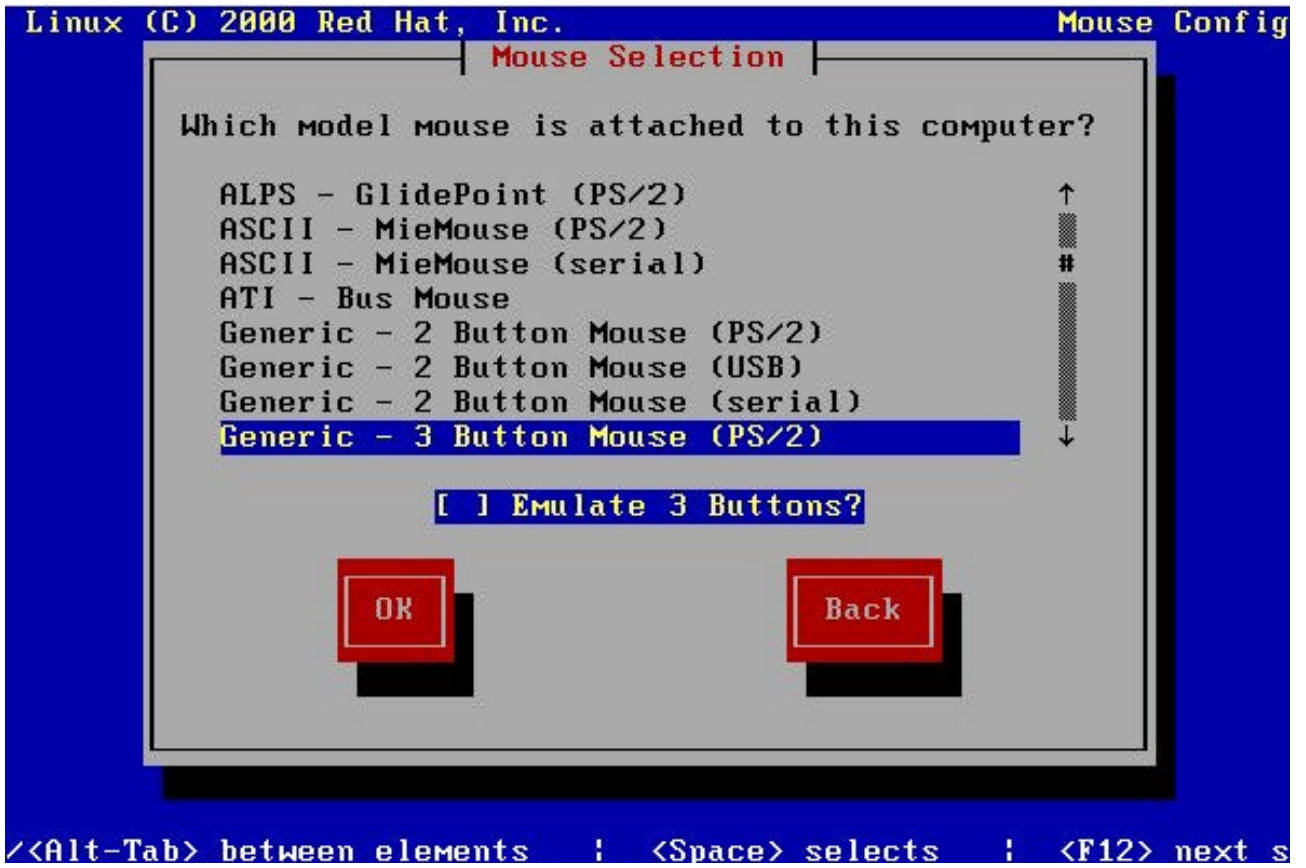 Linux (C) 2000 Red Hat, Inc. Mouse Config
Mouse Selection
Which model mouse is attached to this computer?
ALPS - GlidePoint (PS/2)
ASCII - MieMouse (PS/2)
ASCII - MieMouse (serial)
ATI - Bus Mouse
Generic - 2 Button Mouse (PS/2)
Generic - 2 Button Mouse (USB)
Generic - 2 Button Mouse (serial)
Generic - 3 Button Mouse (PS/2)
[ ] Emulate 3 Buttons?
OK Back
/<Alt-Tab> between elements | <Space> selects | <F12> next s